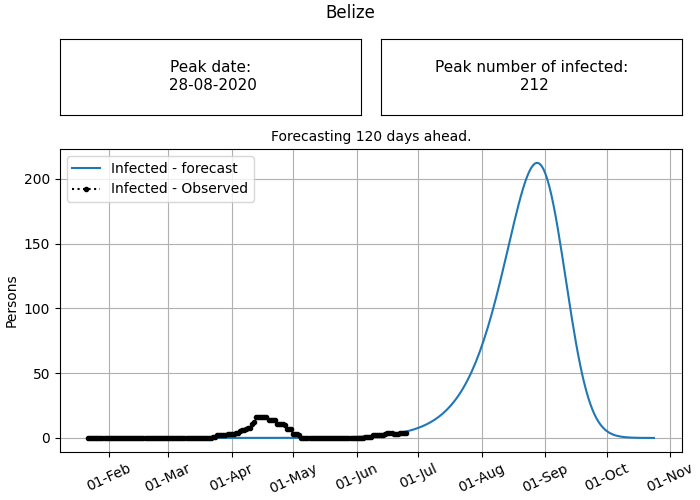 Belize
Peak date:
28-08-2020
Peak number of infected:
212
Forecasting 120 days ahead.
Infected - forecast
Infected - Observed
200
150
100
50
0
Persons
01-Feb
01-Mar
01-Apr
01-May
01-Jun
01-Jul
01-Aug
01-Sep
01-Oct
01-Nov